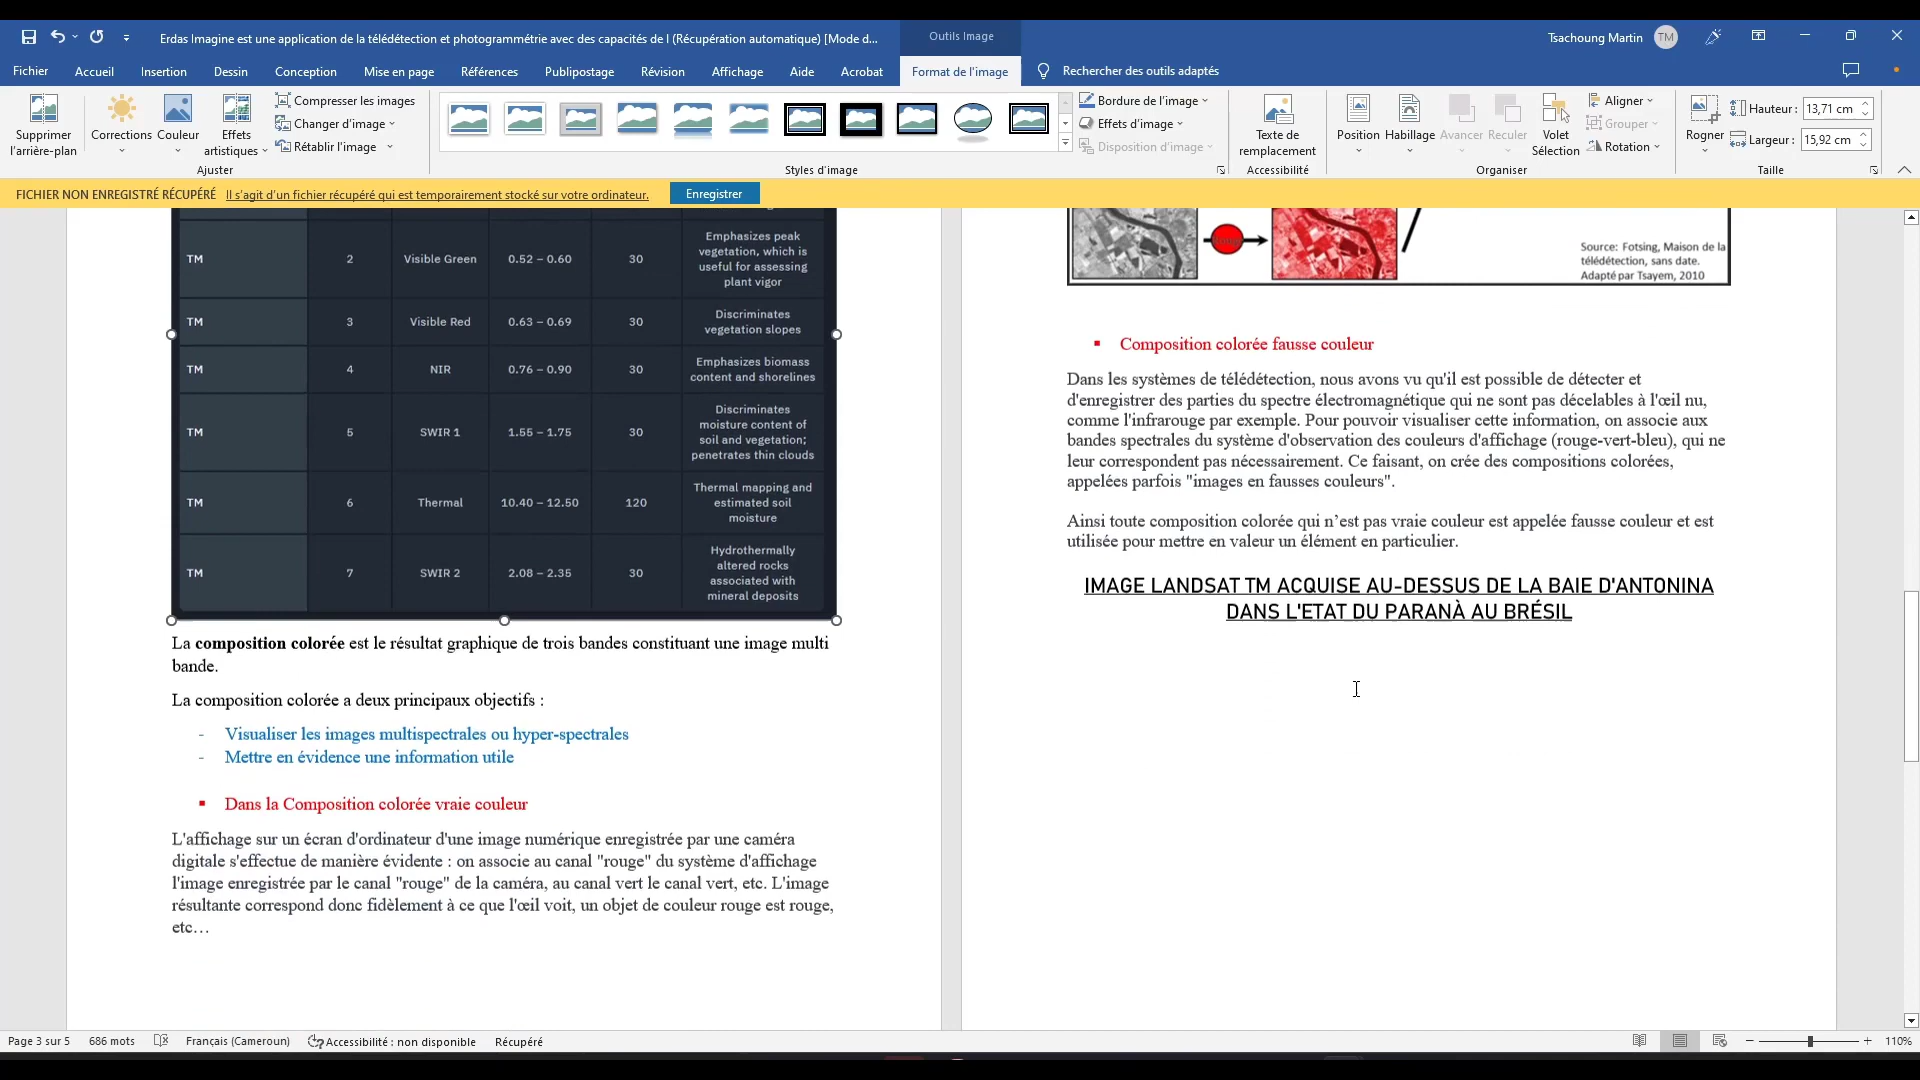 Erdas Imagine est une application de la télédétection et photogrammétrie avec des capacités de l (Récupération automatique) [Mode d...
Outils Image
Tsachoung Martin
TM
Fichier
Accueil
Insertion
Dessin
Conception
Mise en page
Références
Publipostage
Révision
Affichage
Aide
Acrobat
Format de l'image
Rechercher des outils adaptés
Supprimer
l'arrière-plan
Corrections
Couleur
Effets
artistiques
Compresser les images
Changer d'image
Rétablir l'image
Ajuster
Styles d'image
Bordure de l'image
Effets d'image
Disposition d'image
Texte de
remplacement
Accessibilité
Position
Habillage
Avancer
Reculer
Volet
Sélection
Aligner
Grouper
Rotation
Organiser
Rogner
Hauteur :
13,71 cm
Largeur :
15,92 cm
Taille
FICHIER NON ENREGISTRÉ RÉCUPÉRÉ
Il s'agit d'un fichier récupéré qui est temporairement stocké sur votre ordinateur.
Enregistrer
TM 2 Visible Green 0.52 – 0.60 30 Emphasizes peak
vegetation, which is
useful for assessing
plant vigor
TM 3 Visible Red 0.63 – 0.69 30 Discriminates
vegetation slopes
TM 4 NIR 0.76 – 0.90 30 Emphasizes biomass
content and shorelines
TM 5 SWIR 1 1.55 – 1.75 30 Discriminates
moisture content of
soil and vegetation;
penetrates thin clouds
TM 6 Thermal 10.40 – 12.50 120 Thermal mapping and
estimated soil
moisture
TM 7 SWIR 2 2.08 – 2.35 30 Hydrothermally
altered rocks
associated with
mineral deposits
La composition colorée est le résultat graphique de trois bandes constituant une image multi
bande.
La composition colorée a deux principaux objectifs :
- Visualiser les images multispectrales ou hyper-spectrales
- Mettre en évidence une information utile
▪ Dans la Composition colorée vraie couleur
L'affichage sur un écran d'ordinateur d'une image numérique enregistrée par une caméra
digitale s'effectue de manière évidente : on associe au canal "rouge" du système d'affichage
l'image enregistrée par le canal "rouge" de la caméra, au canal vert le canal vert, etc. L'image
résultante correspond donc fidèlement à ce que l'œil voit, un objet de couleur rouge est rouge,
etc…
Source: Fotsing, Maison de la
télédétection, sans date.
Adapté par Tsayem, 2010
▪ Composition colorée fausse couleur
Dans les systèmes de télédétection, nous avons vu qu'il est possible de détecter et
d'enregistrer des parties du spectre électromagnétique qui ne sont pas décelables à l'œil nu,
comme l'infrarouge par exemple. Pour pouvoir visualiser cette information, on associe aux
bandes spectrales du système d'observation des couleurs d'affichage (rouge-vert-bleu), qui ne
leur correspondent pas nécessairement. Ce faisant, on crée des compositions colorées,
appelées parfois "images en fausses couleurs".
Ainsi toute composition colorée qui n’est pas vraie couleur est appelée fausse couleur et est
utilisée pour mettre en valeur un élément en particulier.
IMAGE LANDSAT TM ACQUISE AU-DESSUS DE LA BAIE D'ANTONINA
DANS L'ETAT DU PARANÀ AU BRÉSIL
Page 3 sur 5
686 mots
Français (Cameroun)
Accessibilité : non disponible
Récupéré
110%